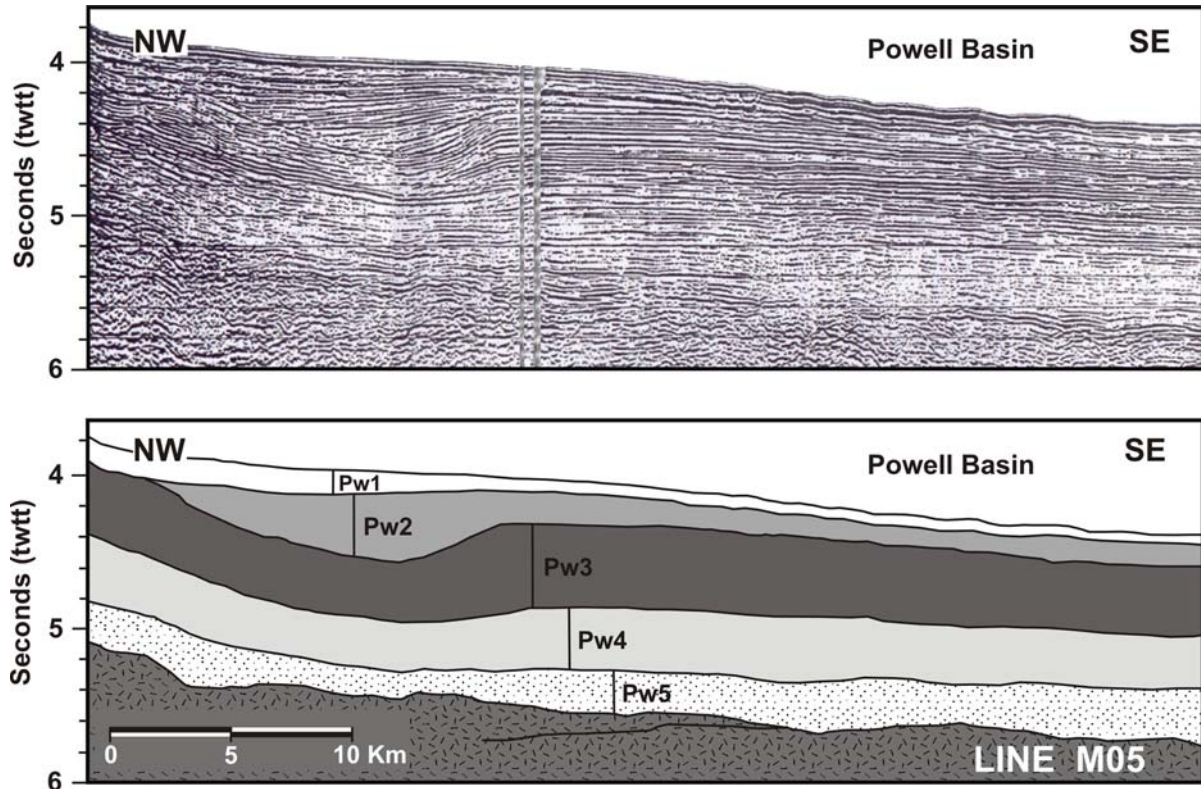 NW
Powell Basin
SE
Seconds (twtt)
4
5
6
NW
Powell Basin
SE
Seconds (twtt)
4
5
6
Pw1
Pw2
Pw3
Pw4
Pw5
0 5 10 Km
LINE M05